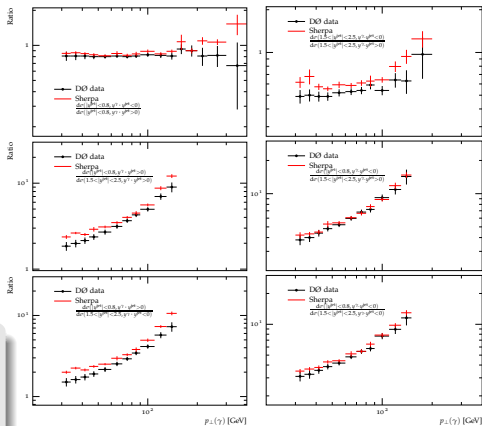 Ratio
1
DØ data
Sherpa
dσ(|y^jet|<0.8, y^γ·y^jet<0)
dσ(|y^jet|<0.8, y^γ·y^jet>0)
1
DØ data
Sherpa
dσ(1.5<|y^jet|<2.5, y^γ·y^jet<0)
dσ(1.5<|y^jet|<2.5, y^γ·y^jet>0)
Ratio
10^1
1
DØ data
Sherpa
dσ(|y^jet|<0.8, y^γ·y^jet>0)
dσ(1.5<|y^jet|<2.5, y^γ·y^jet>0)
10^1
DØ data
Sherpa
dσ(|y^jet|<0.8, y^γ·y^jet<0)
dσ(1.5<|y^jet|<2.5, y^γ·y^jet>0)
Ratio
10^1
1
DØ data
Sherpa
dσ(|y^jet|<0.8, y^γ·y^jet>0)
dσ(1.5<|y^jet|<2.5, y^γ·y^jet<0)
10^2
p⊥(γ) [GeV]
10^1
DØ data
Sherpa
dσ(|y^jet|<0.8, y^γ·y^jet<0)
dσ(1.5<|y^jet|<2.5, y^γ·y^jet<0)
10^2
p⊥(γ) [GeV]